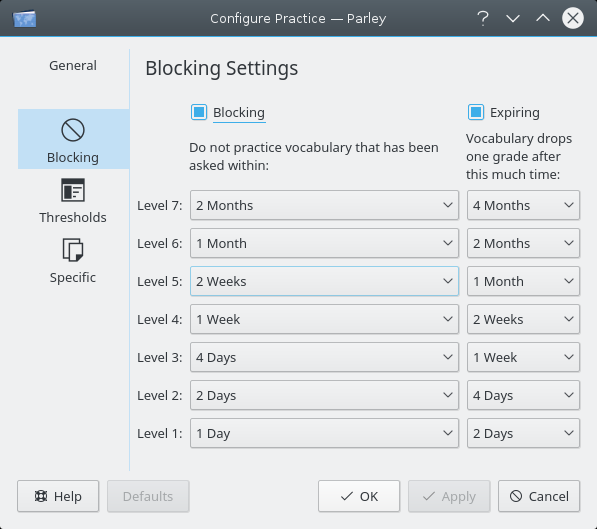 Configure Practice — Parley
General
Blocking
Thresholds
Specific
Blocking Settings
Blocking
Expiring
Do not practice vocabulary that has been
asked within:
Vocabulary drops
one grade after
this much time:
Level 7: 2 Months 4 Months
Level 6: 1 Month 2 Months
Level 5: 2 Weeks 1 Month
Level 4: 1 Week 2 Weeks
Level 3: 4 Days 1 Week
Level 2: 2 Days 4 Days
Level 1: 1 Day 2 Days
Help Defaults OK Apply Cancel